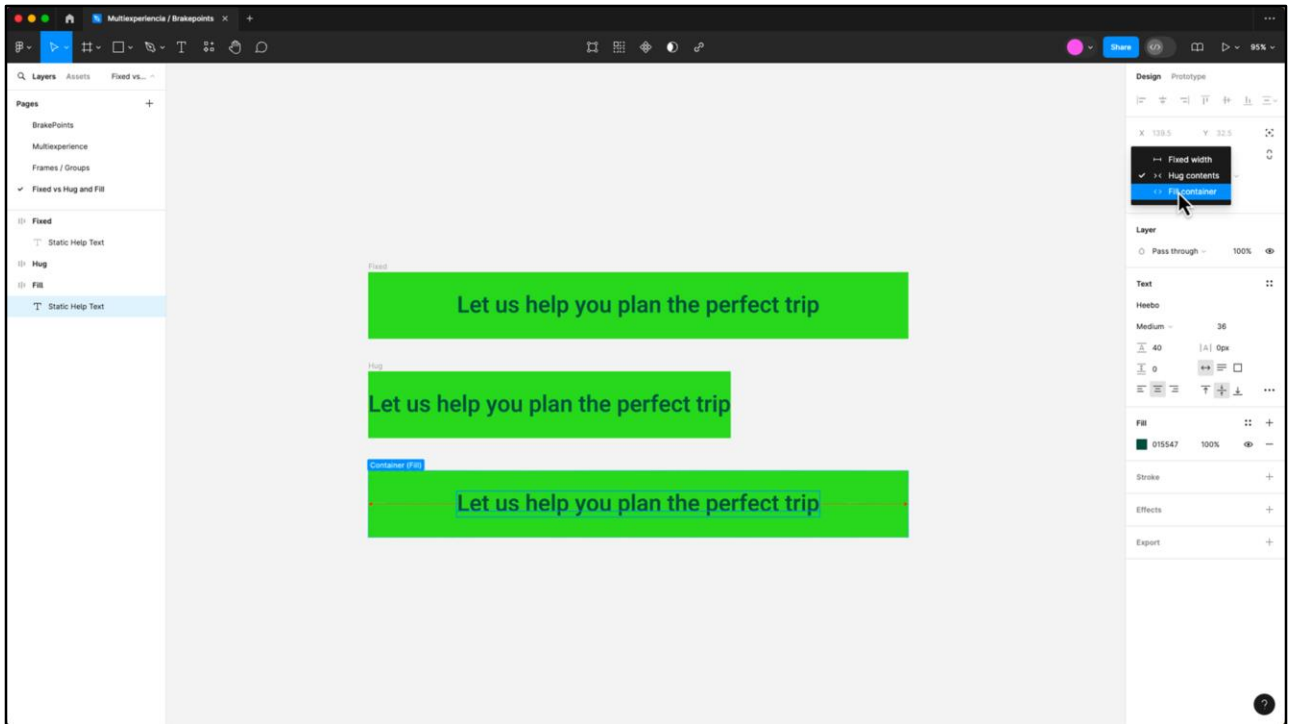 Multiexperiencia / Brakepoints
Share
95%
Layers Assets Fixed vs...
Pages
BrakePoints
Multiexperience
Frames / Groups
Fixed vs Hug and Fill
Fixed
Static Help Text
Hug
Fill
Static Help Text
Fixed
Let us help you plan the perfect trip
Hug
Let us help you plan the perfect trip
Container (Fill)
Let us help you plan the perfect trip
Design Prototype
X 139.5 Y 32.5
Fixed width
Hug contents
Fill container
Layer
Pass through 100%
Text
Heebo
Medium 36
A 40 |A| 0px
0
Fill
015547 100%
Stroke
Effects
Export
?